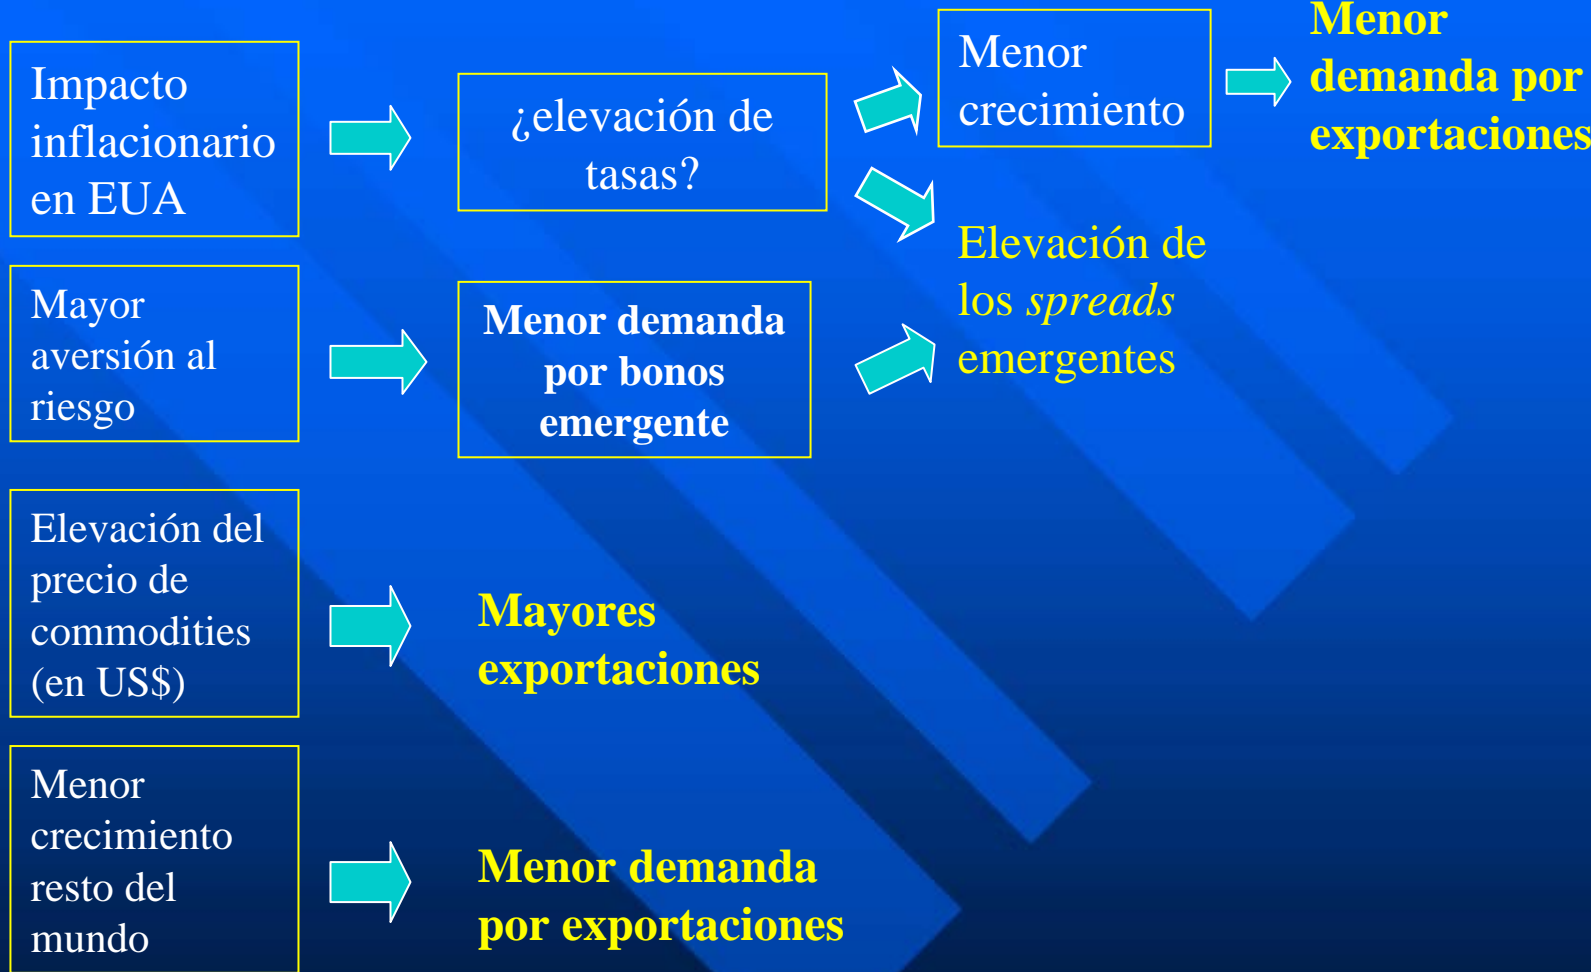 Impacto
inflacionario
en EUA
¿elevación de
tasas?
Menor
crecimiento
Menor
demanda por
exportaciones
Mayor
aversión al
riesgo
Menor demanda
por bonos
emergente
Elevación de
los spreads
emergentes
Elevación del
precio de
commodities
(en US$)
Mayores
exportaciones
Menor
crecimiento
resto del
mundo
Menor demanda
por exportaciones